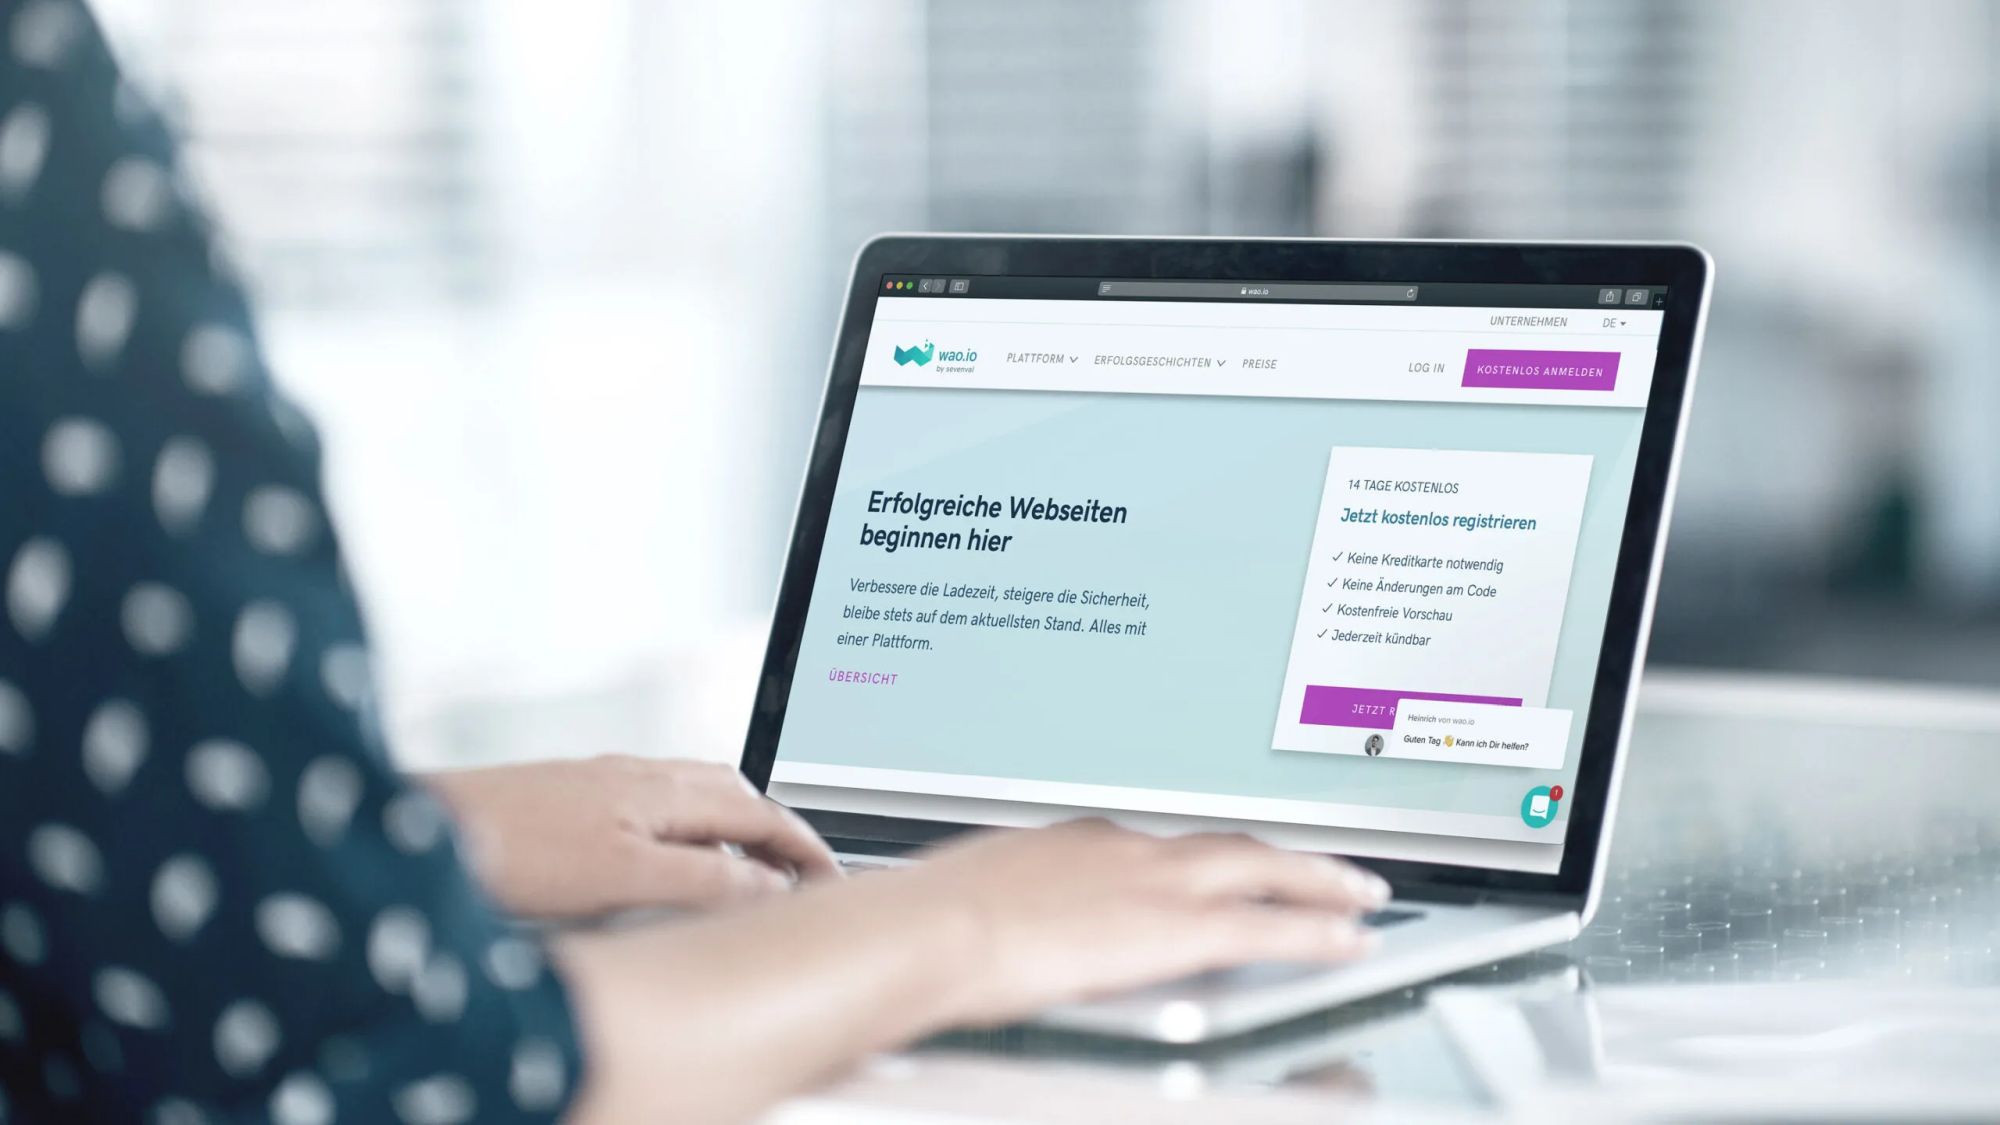 wao.io
UNTERNEHMEN DE
wao.io
by sevenval
PLATTFORM ERFOLGSGESCHICHTEN PREISE LOG IN KOSTENLOS ANMELDEN
Erfolgreiche Webseiten
beginnen hier
Verbessere die Ladezeit, steigere die Sicherheit,
bleibe stets auf dem aktuellsten Stand. Alles mit
einer Plattform.
ÜBERSICHT
14 TAGE KOSTENLOS
Jetzt kostenlos registrieren
✓ Keine Kreditkarte notwendig
✓ Keine Änderungen am Code
✓ Kostenfreie Vorschau
✓ Jederzeit kündbar
JETZT R
Heinrich von wao.io
Guten Tag 👋 Kann ich Dir helfen?
1